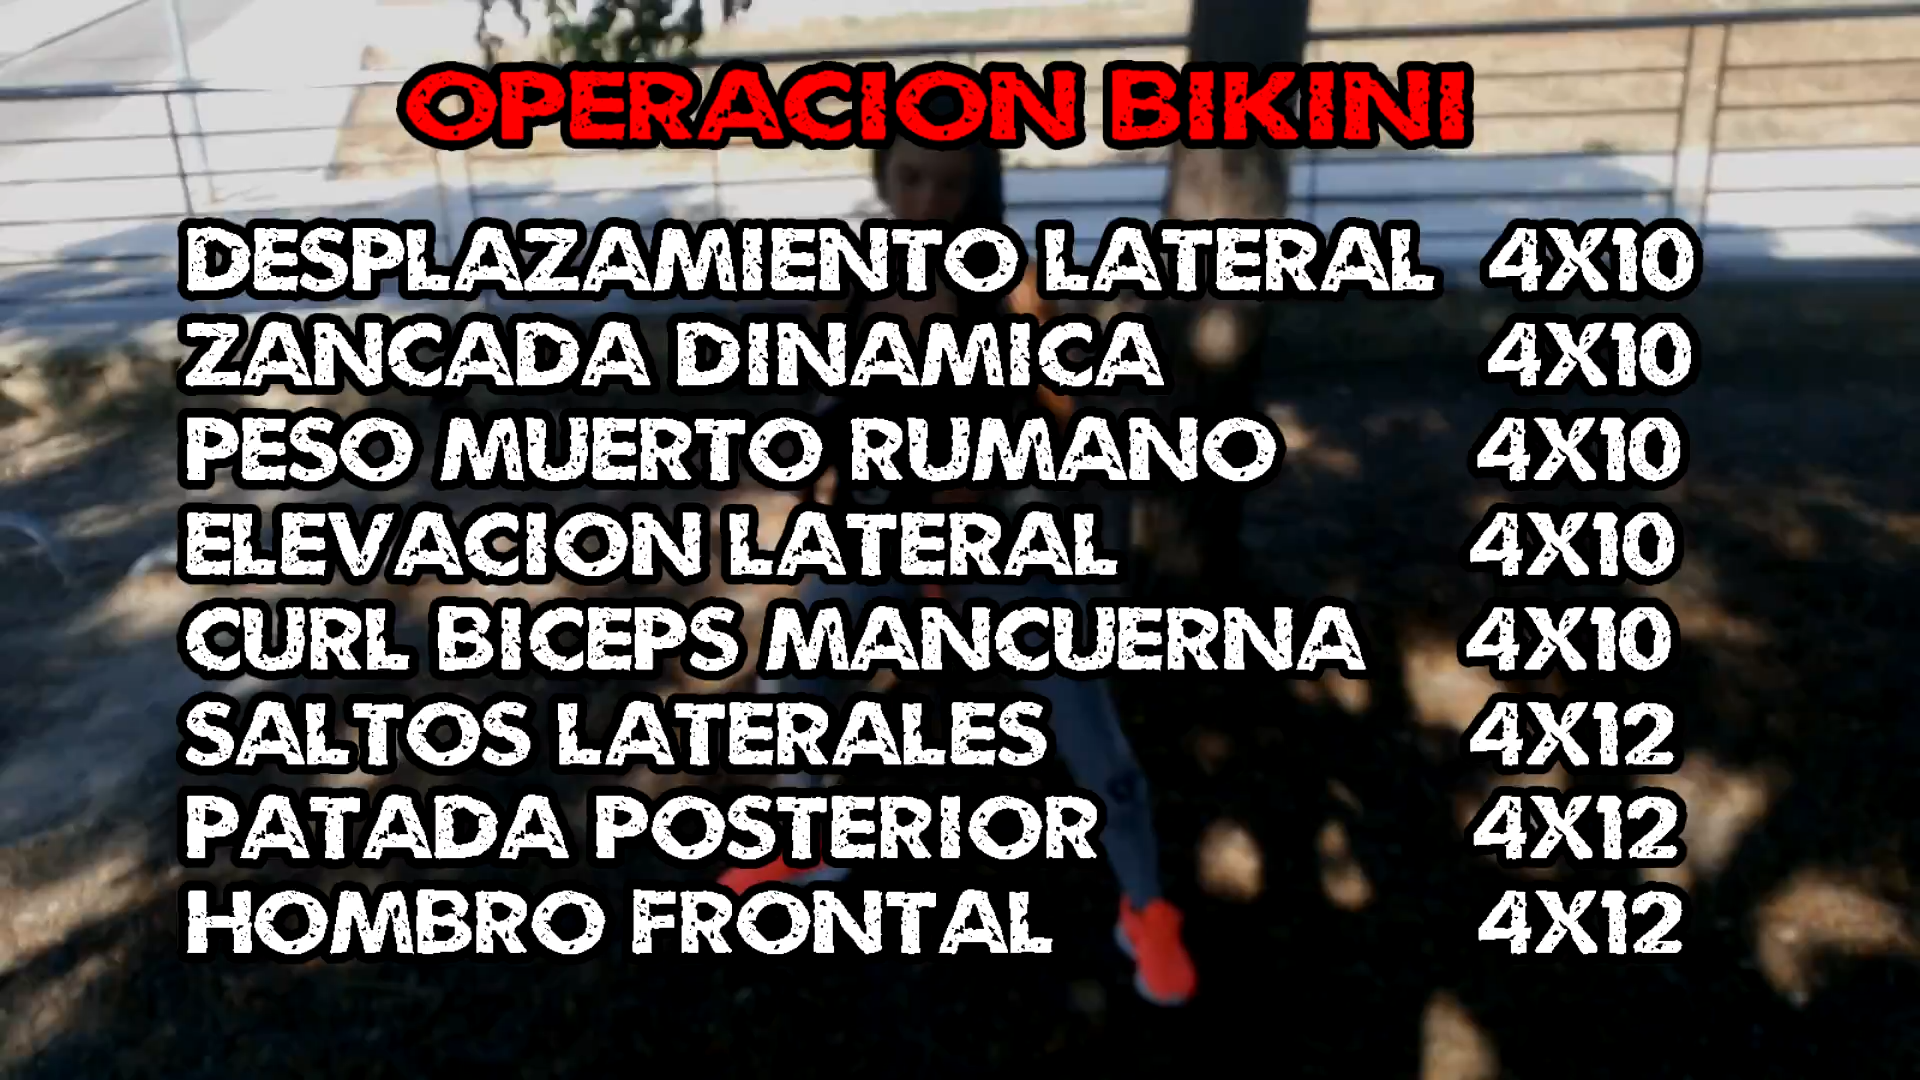 OPERACION BIKINI
DESPLAZAMIENTO LATERAL 4X10
ZANCADA DINAMICA 4X10
PESO MUERTO RUMANO 4X10
ELEVACION LATERAL 4X10
CURL BICEPS MANCUERNA 4X10
SALTOS LATERALES 4X12
PATADA POSTERIOR 4X12
HOMBRO FRONTAL 4X12